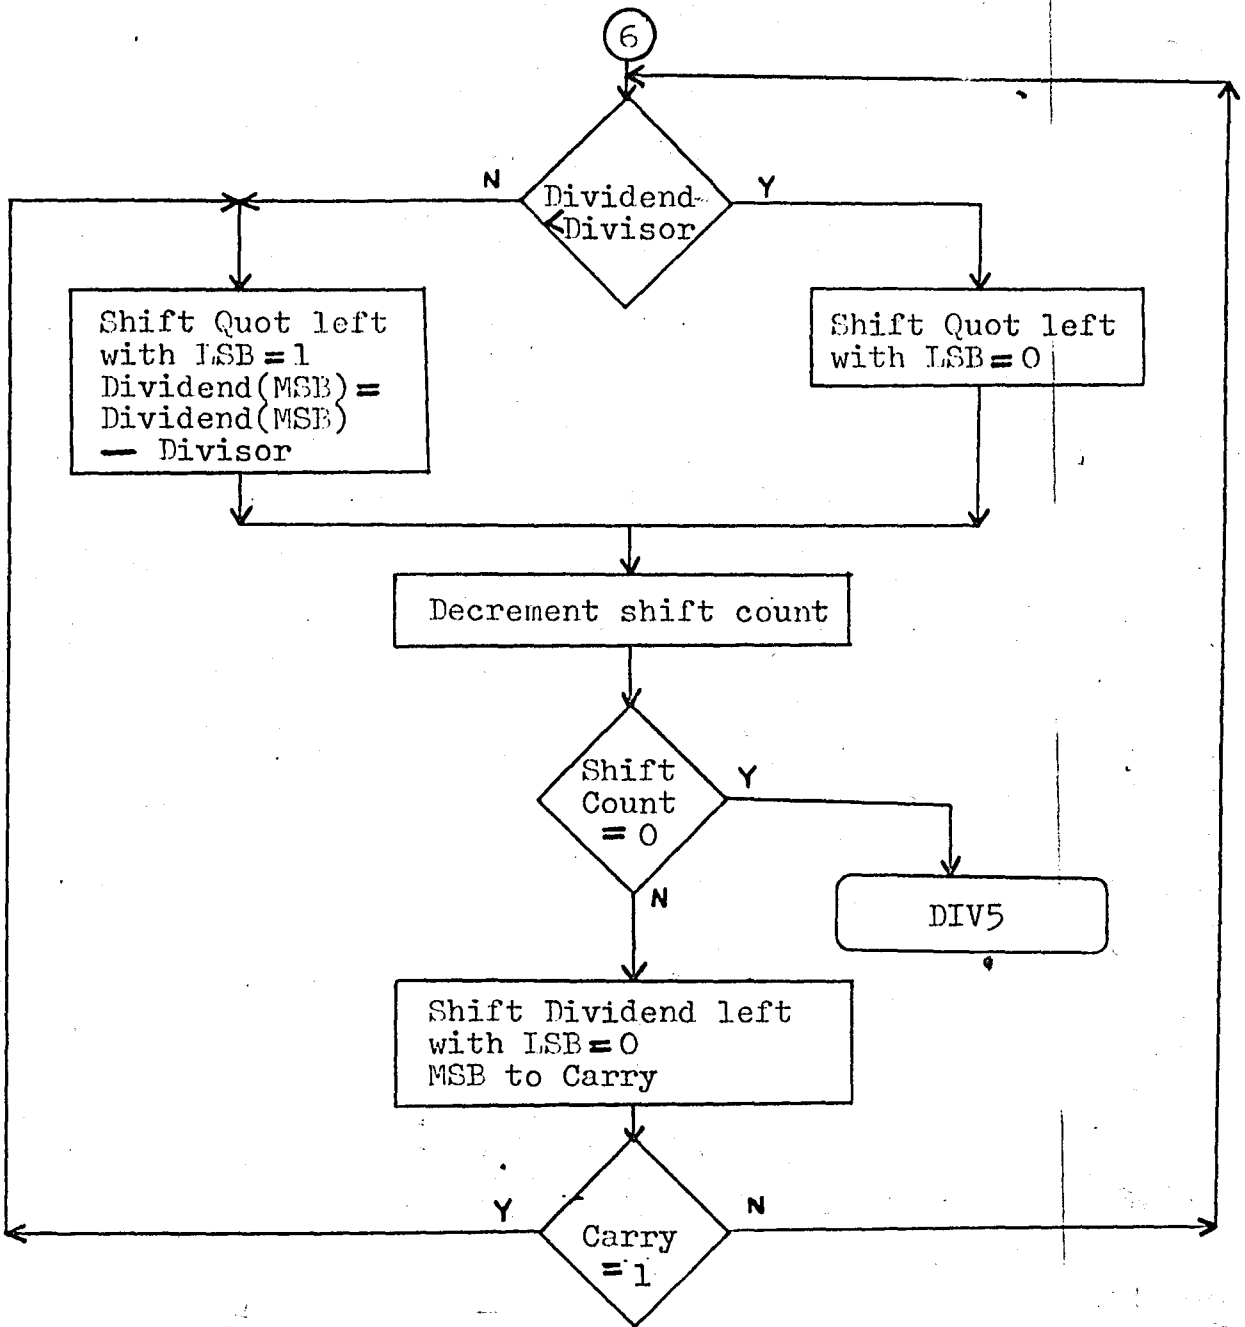 6
N
Y
Dividend
<Divisor
Shift Quot left
with LSB = 1
Dividend(MSB) =
Dividend(MSB)
— Divisor
Shift Quot left
with LSB = 0
Decrement shift count
Shift
Count
= 0
Y
N
DIV5
Shift Dividend left
with LSB = 0
MSB to Carry
Y
N
Carry
= 1